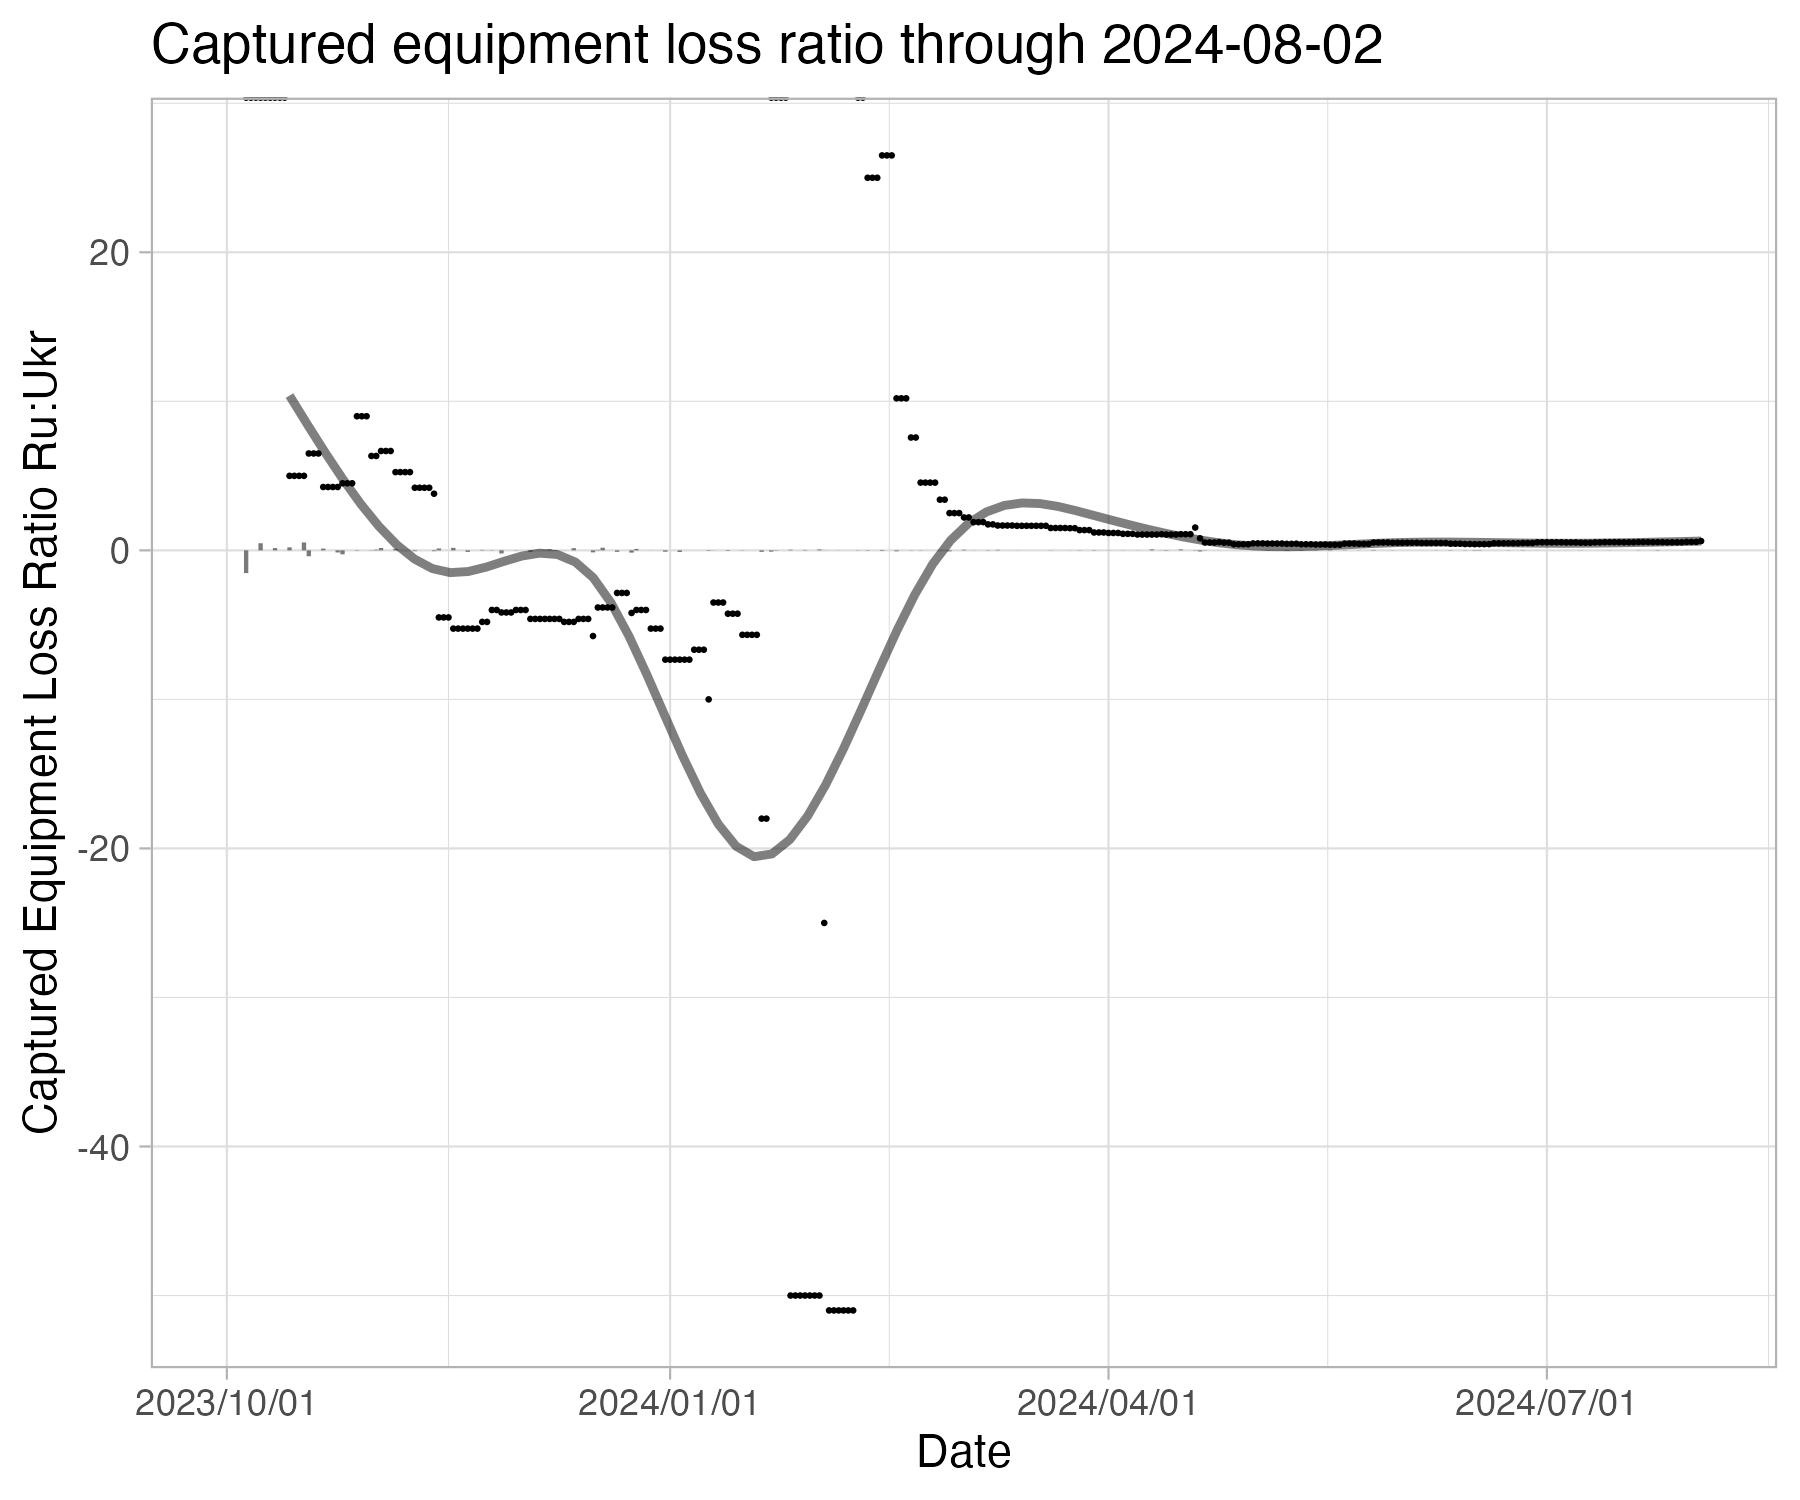 Captured equipment loss ratio through 2024-08-02
Captured Equipment Loss Ratio Ru:Ukr
20
0
-20
-40
2023/10/01
2024/01/01
2024/04/01
2024/07/01
Date